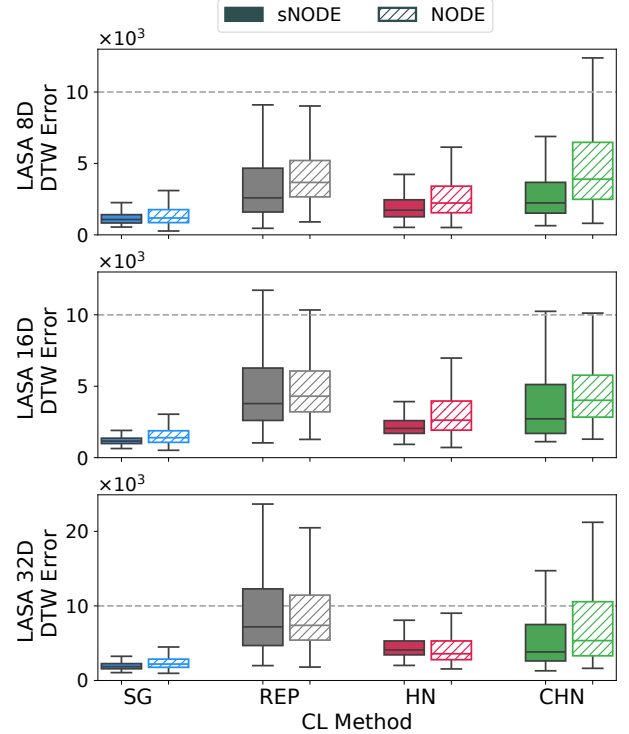 sNODE NODE
×10³
LASA 8D
DTW Error
10
5
0
×10³
LASA 16D
DTW Error
10
5
0
×10³
LASA 32D
DTW Error
20
10
0
SG REP HN CHN
CL Method